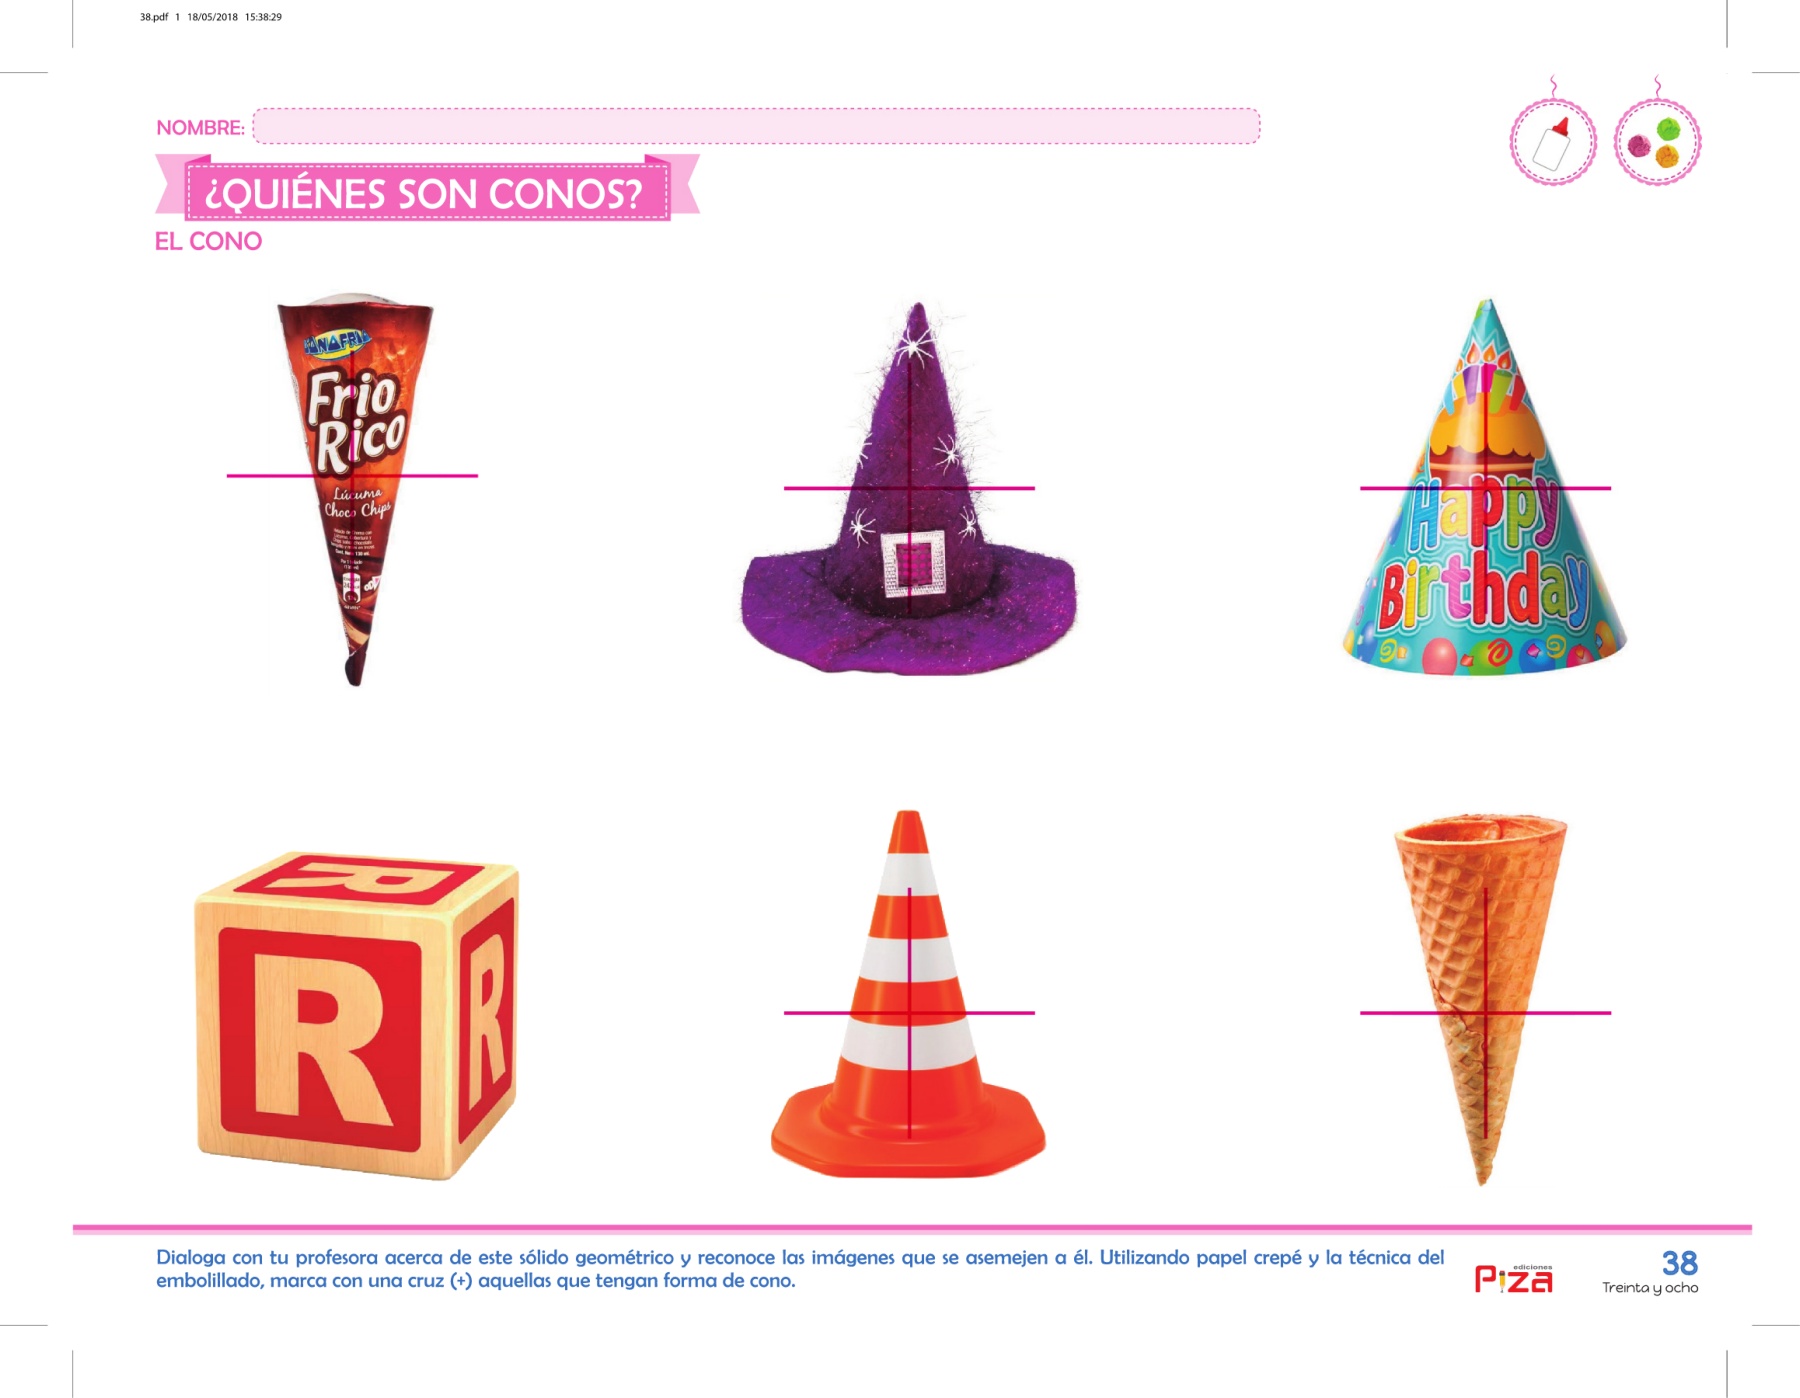 38.pdf 1 18/05/2018 15:38:29
NOMBRE:
¿QUIÉNES SON CONOS?
EL CONO
Frio
Rico
Lúcuma
Choco Chips
Happy
Birthday
R
R
R
Dialoga con tu profesora acerca de este sólido geométrico y reconoce las imágenes que se asemejen a él. Utilizando papel crepé y la técnica del
embolillado, marca con una cruz (+) aquellas que tengan forma de cono.
ediciones
Piza
38
Treinta y ocho